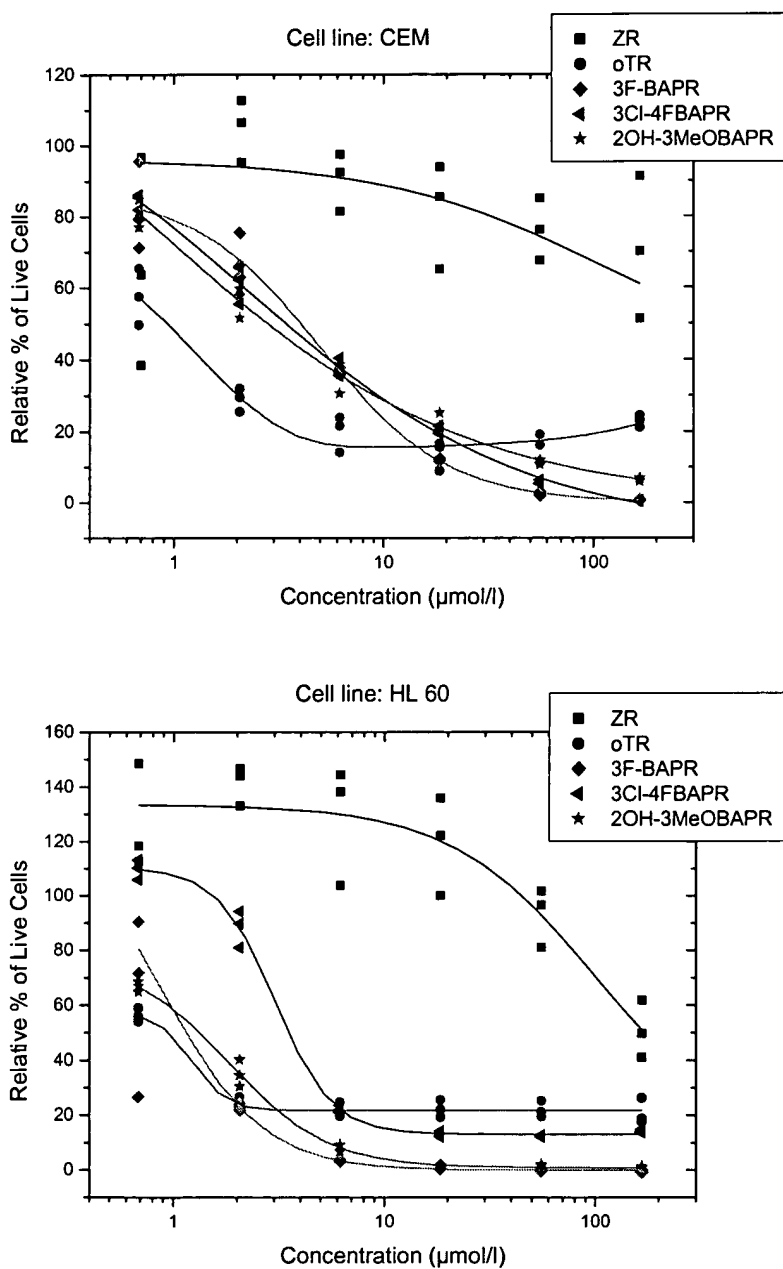 Cell line: CEM
ZR
oTR
3F-BAPR
3Cl-4FBAPR
2OH-3MeOBAPR
120
100
80
60
40
20
0
Relative % of Live Cells
1
10
100
Concentration (µmol/l)
Cell line: HL 60
ZR
oTR
3F-BAPR
3Cl-4FBAPR
2OH-3MeOBAPR
160
140
120
100
80
60
40
20
0
Relative % of Live Cells
1
10
100
Concentration (µmol/l)